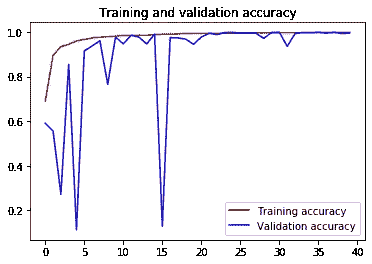 Training and validation accuracy
1.0
0.8
0.6
0.4
0.2
Training accuracy
Validation accuracy
0 5 10 15 20 25 30 35 40